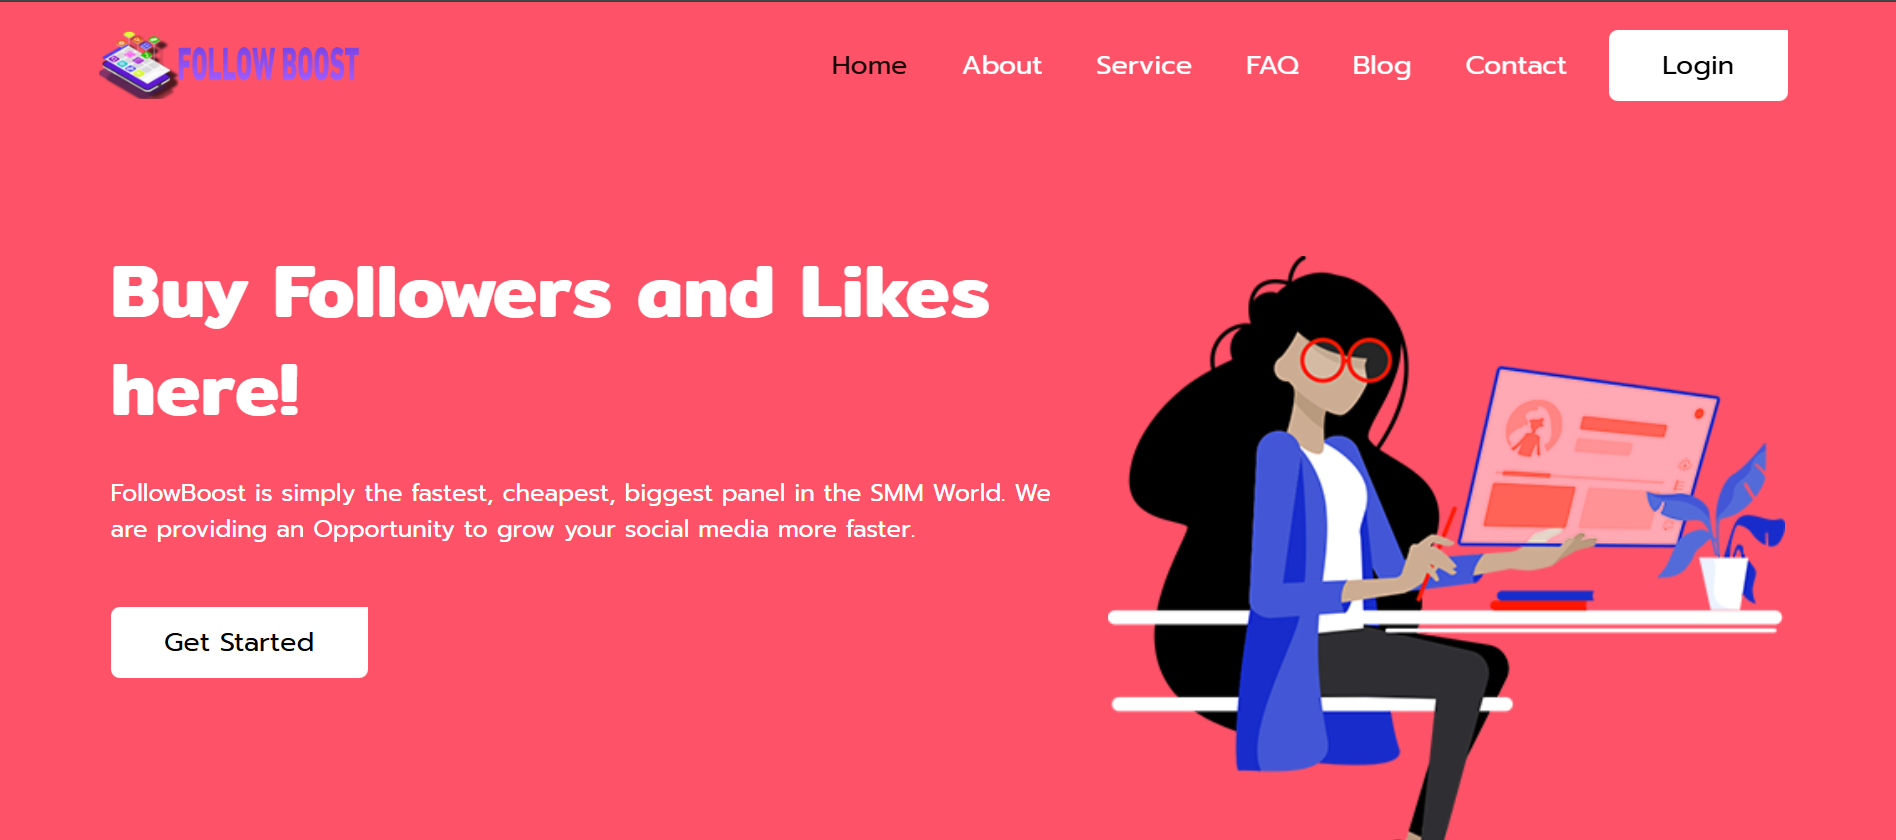 FOLLOW BOOST
Home About Service FAQ Blog Contact Login
Buy Followers and Likes
here!
FollowBoost is simply the fastest, cheapest, biggest panel in the SMM World. We
are providing an Opportunity to grow your social media more faster.
Get Started